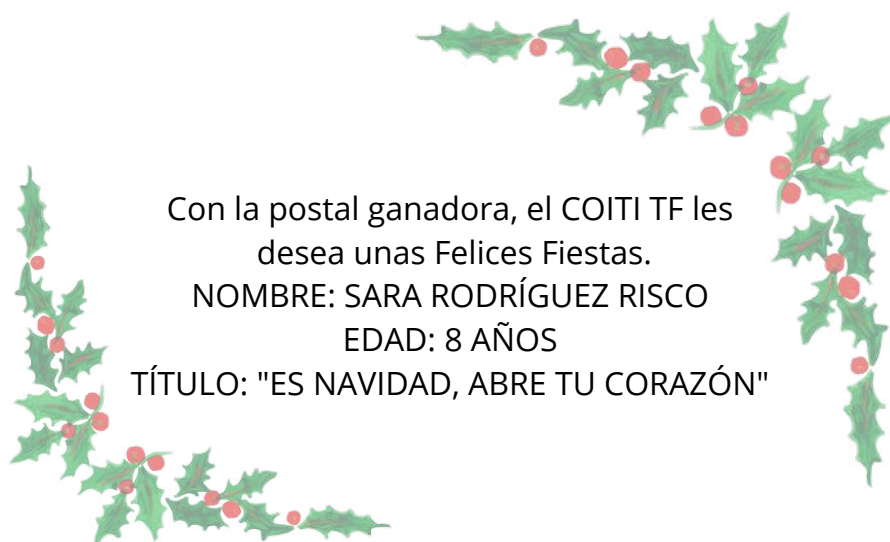 Con la postal ganadora, el COITI TF les
desea unas Felices Fiestas.
NOMBRE: SARA RODRÍGUEZ RISCO
EDAD: 8 AÑOS
TÍTULO: "ES NAVIDAD, ABRE TU CORAZÓN"